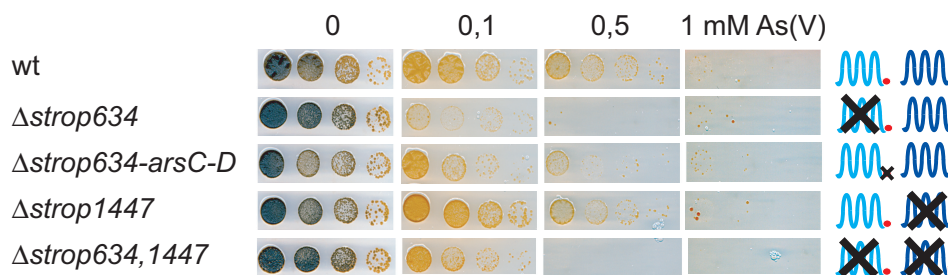 0 0,1 0,5 1 mM As(V)
wt
Δstrop634
Δstrop634-arsC-D
Δstrop1447
Δstrop634,1447